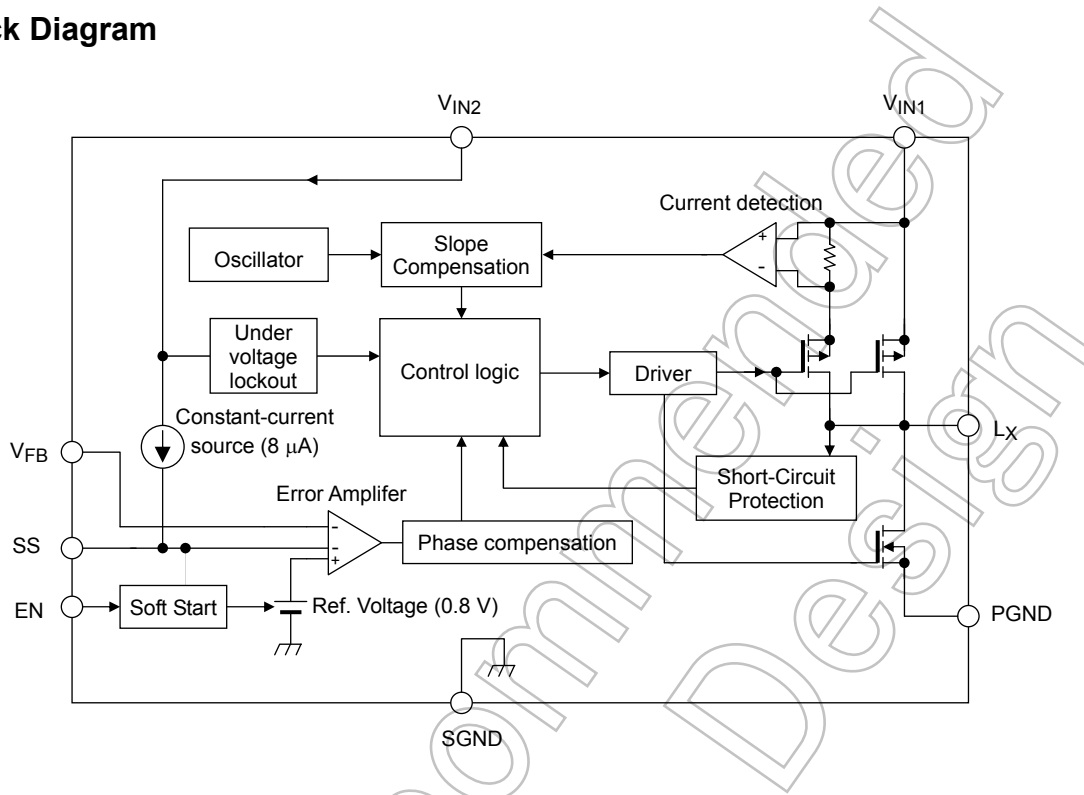 ck Diagram
VIN2
VIN1
Current detection
Oscillator
Slope
Compensation
+
-
Under
voltage
lockout
Control logic
Driver
Constant-current
source (8 μA)
VFB
LX
Short-Circuit
Protection
Error Amplifer
SS
-
-
+
Phase compensation
EN
Soft Start
Ref. Voltage (0.8 V)
PGND
SGND
ommended
Design